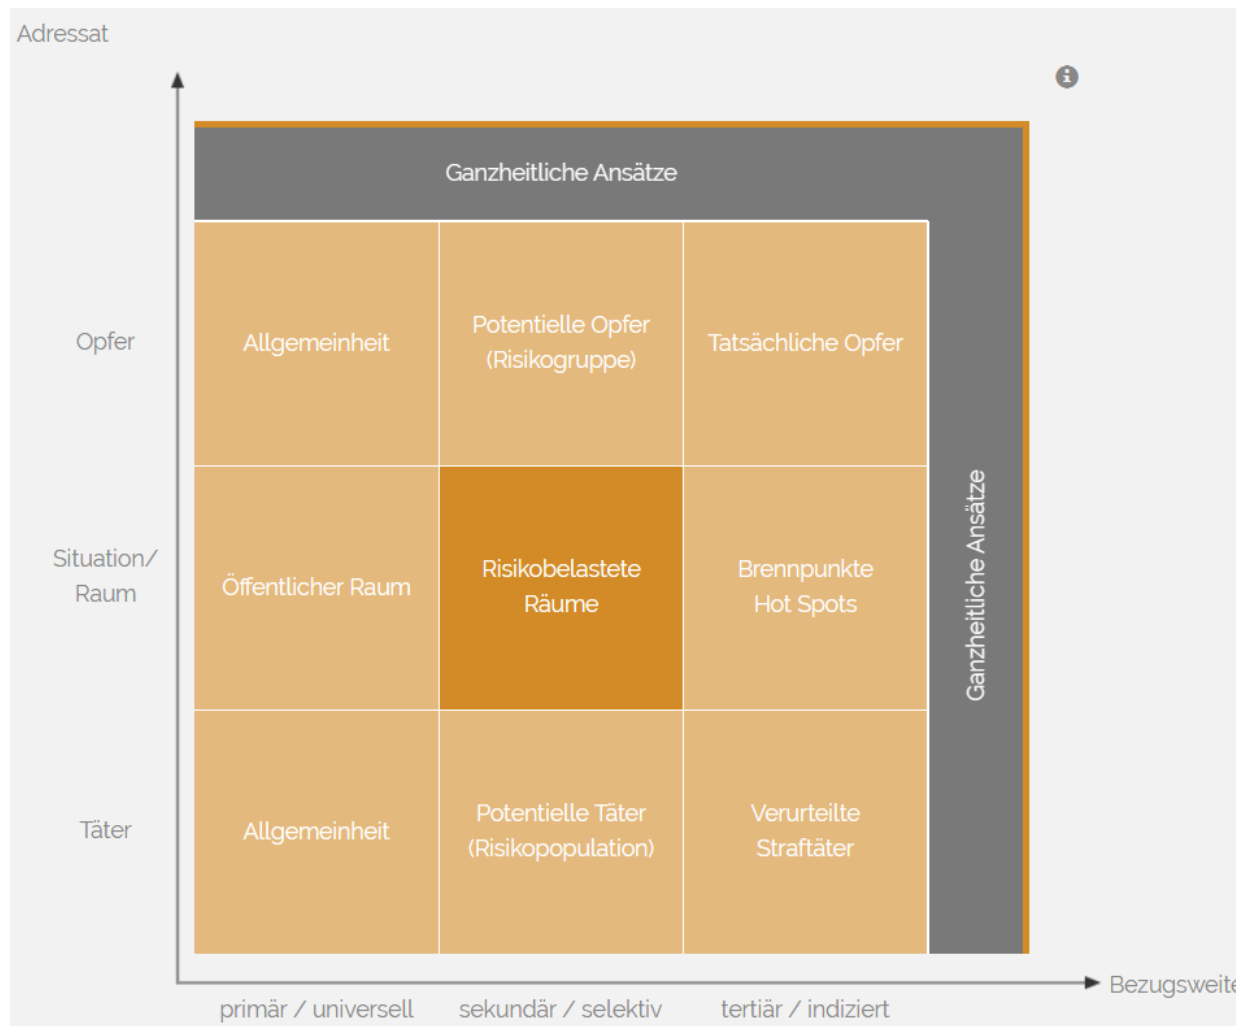 Adressat
Ganzheitliche Ansätze
Opfer
Allgemeinheit
Potentielle Opfer
(Risikogruppe)
Tatsächliche Opfer
Situation/
Raum
Öffentlicher Raum
Risikobelastete
Räume
Brennpunkte
Hot Spots
Ganzheitliche Ansätze
Täter
Allgemeinheit
Potentielle Täter
(Risikopopulation)
Verurteilte
Straftäter
Bezugsweite
primär / universell
sekundär / selektiv
tertiär / indiziert